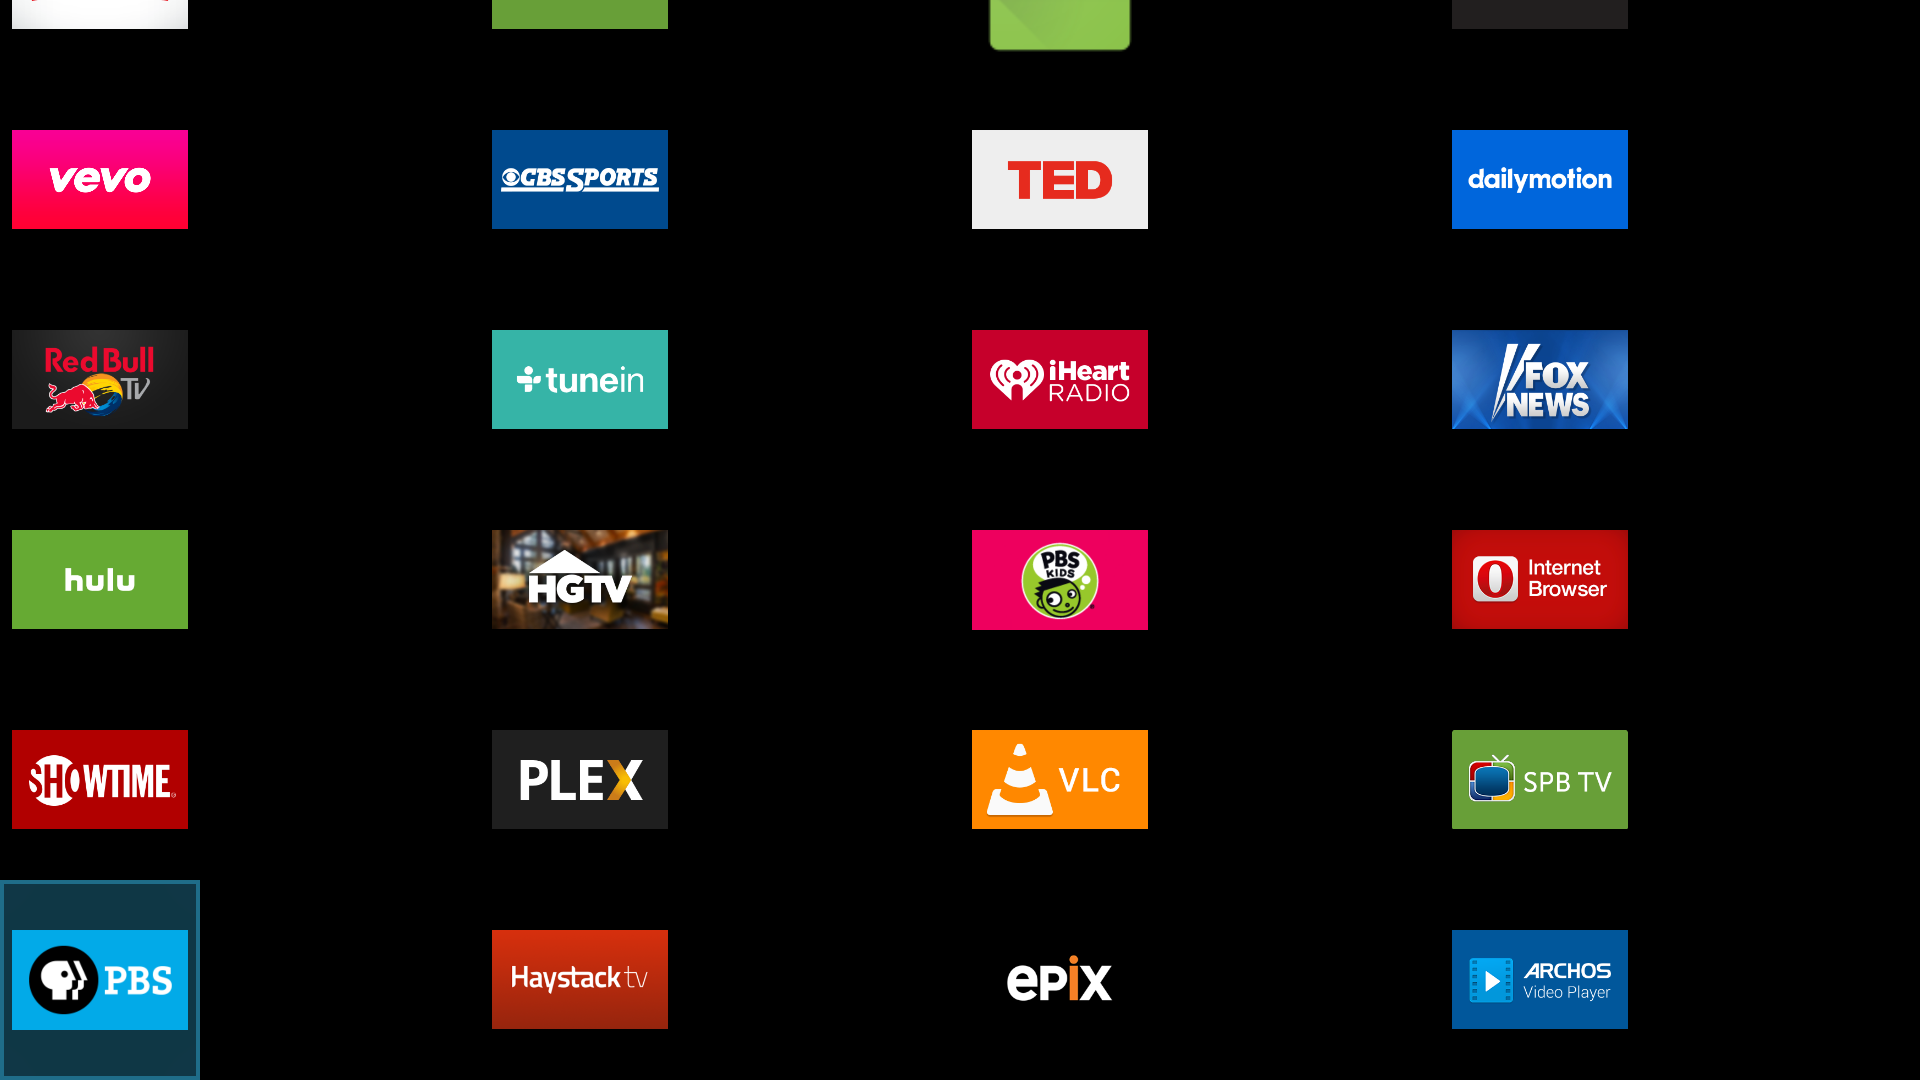 vevo
CBS SPORTS
TED
dailymotion
Red Bull
TV
tunein
iHeart
RADIO
FOX
NEWS
hulu
HGTV
PBS
KIDS
Internet
Browser
SHOWTIME
PLEX
VLC
SPB TV
PBS
Haystack tv
epix
ARCHOS
Video Player